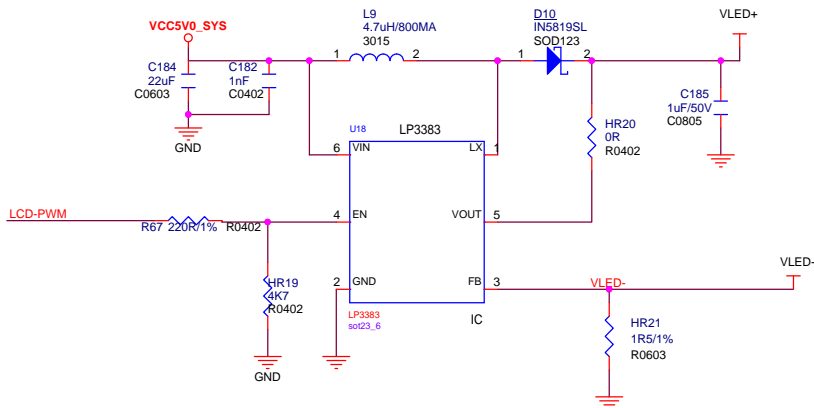 VCC5V0_SYS
L9
4.7uH/800MA
3015
1
2
D10
IN5819SL
SOD123
1
2
VLED+
C184
22uF
C0603
C182
1nF
C0402
GND
C185
1uF/50V
C0805
HR20
0R
R0402
U18
LP3383
6
VIN
LX
1
LCD-PWM
R67 220R/1% R0402
4
EN
VOUT
5
HR19
4K7
R0402
GND
2
GND
FB
3
VLED-
VLED-
LP3383
sot23_6
IC
HR21
1R5/1%
R0603